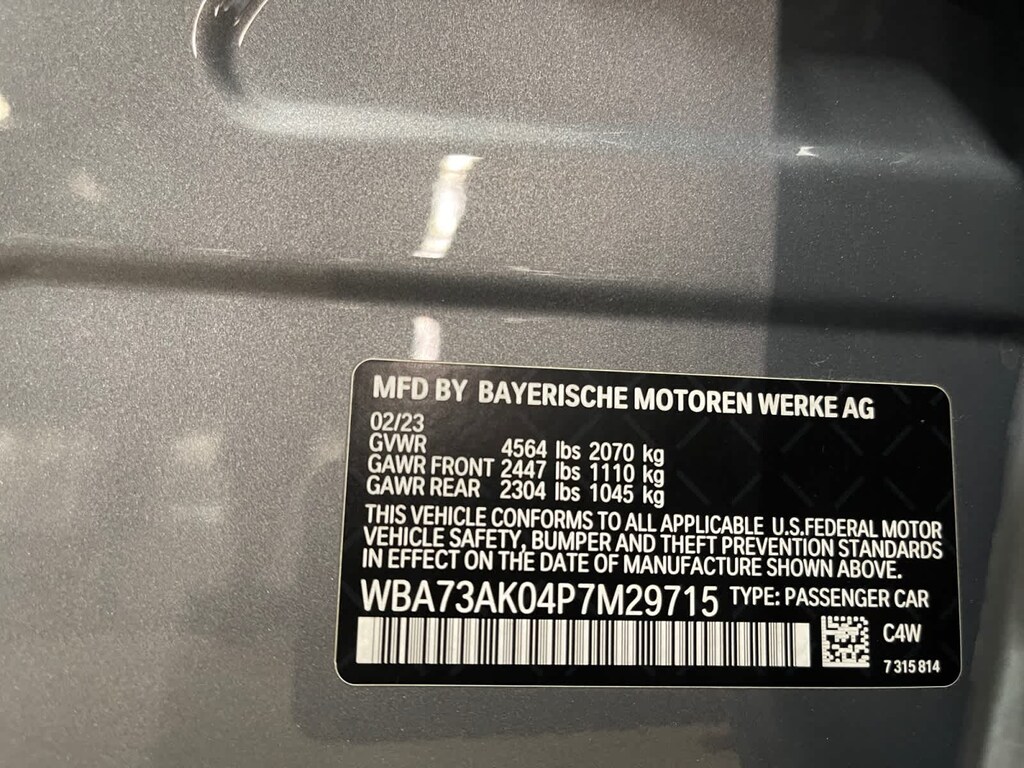 MFD BY BAYERISCHE MOTOREN WERKE AG
02/23
GVWR 4564 lbs 2070 kg
GAWR FRONT 2447 lbs 1110 kg
GAWR REAR 2304 lbs 1045 kg
THIS VEHICLE CONFORMS TO ALL APPLICABLE U.S.FEDERAL MOTOR
VEHICLE SAFETY, BUMPER AND THEFT PREVENTION STANDARDS
IN EFFECT ON THE DATE OF MANUFACTURE SHOWN ABOVE.
WBA73AK04P7M29715 TYPE: PASSENGER CAR
C4W
7 315 814